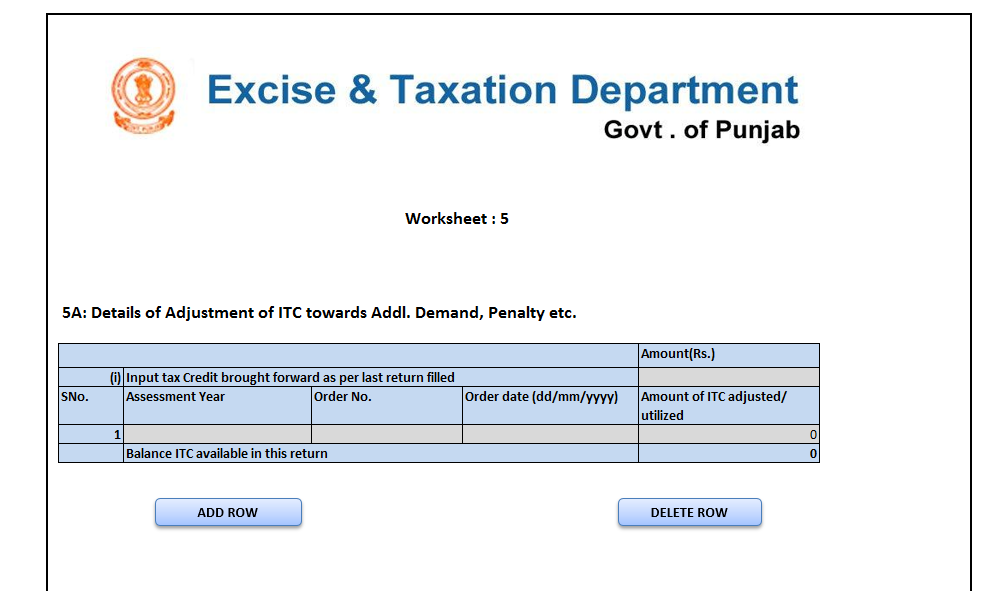 Excise & Taxation Department
Govt . of Punjab
Worksheet : 5
5A: Details of Adjustment of ITC towards Addl. Demand, Penalty etc.
Amount(Rs.)
(i) Input tax Credit brought forward as per last return filled
SNo. Assessment Year Order No. Order date (dd/mm/yyyy) Amount of ITC adjusted/
utilized
1 0
Balance ITC available in this return 0
ADD ROW DELETE ROW